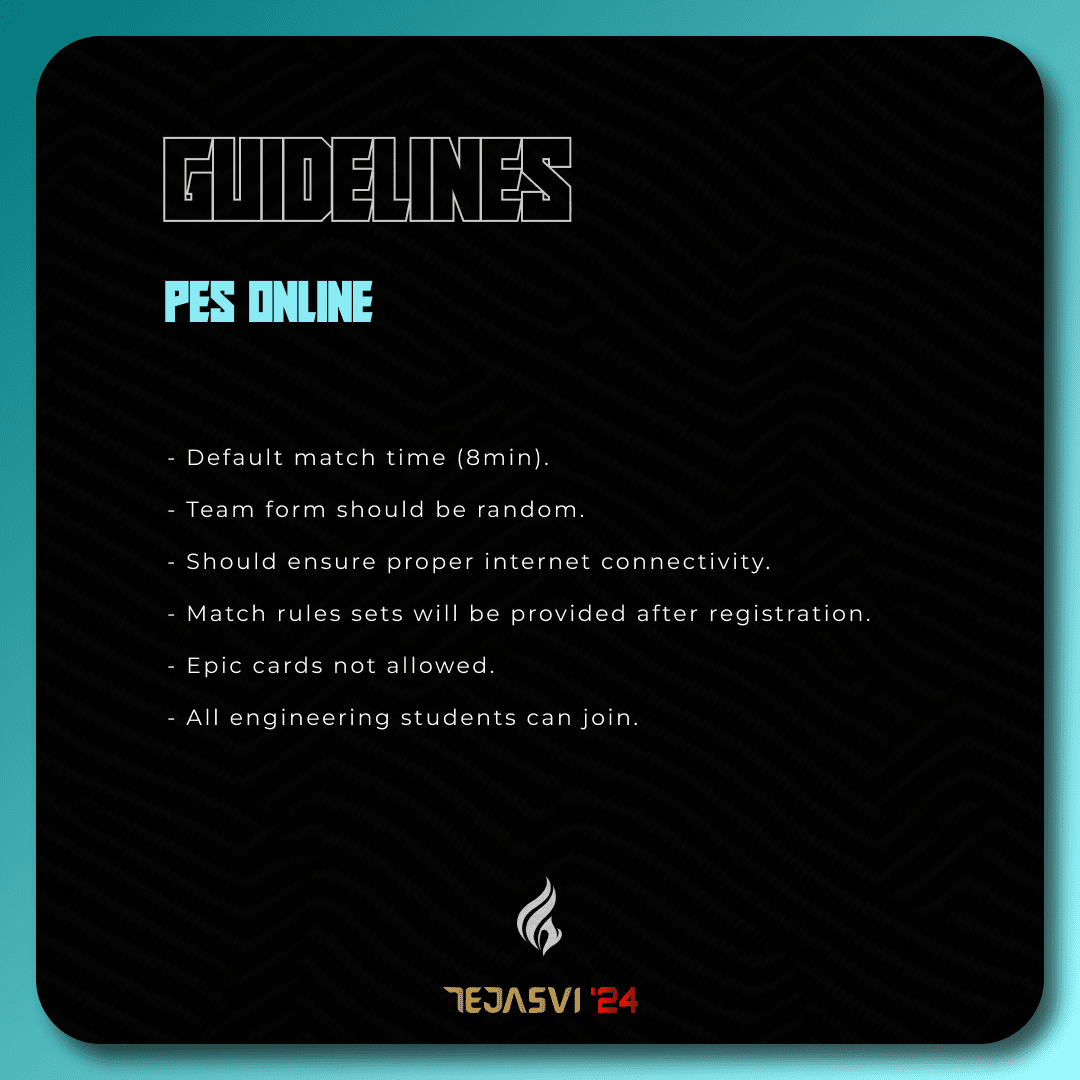 GUIDELINES
PES ONLINE
- Default match time (8min).
- Team form should be random.
- Should ensure proper internet connectivity.
- Match rules sets will be provided after registration.
- Epic cards not allowed.
- All engineering students can join.
TEJASVI '24